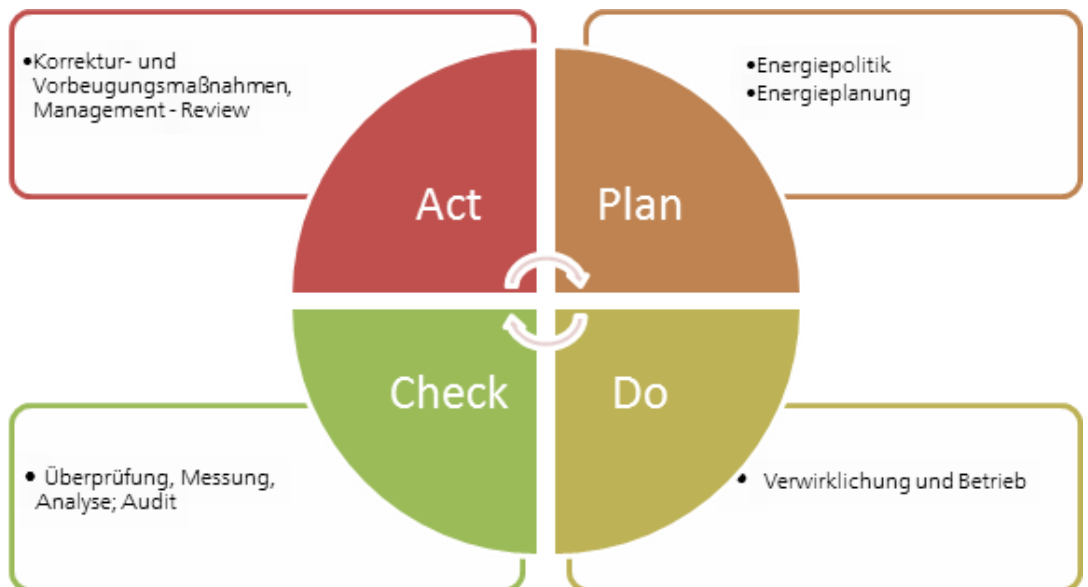 •Korrektur- und
Vorbeugungsmaßnahmen,
Management - Review
•Energiepolitik
•Energieplanung
Act
Plan
Check
Do
• Überprüfung, Messung,
Analyse; Audit
• Verwirklichung und Betrieb